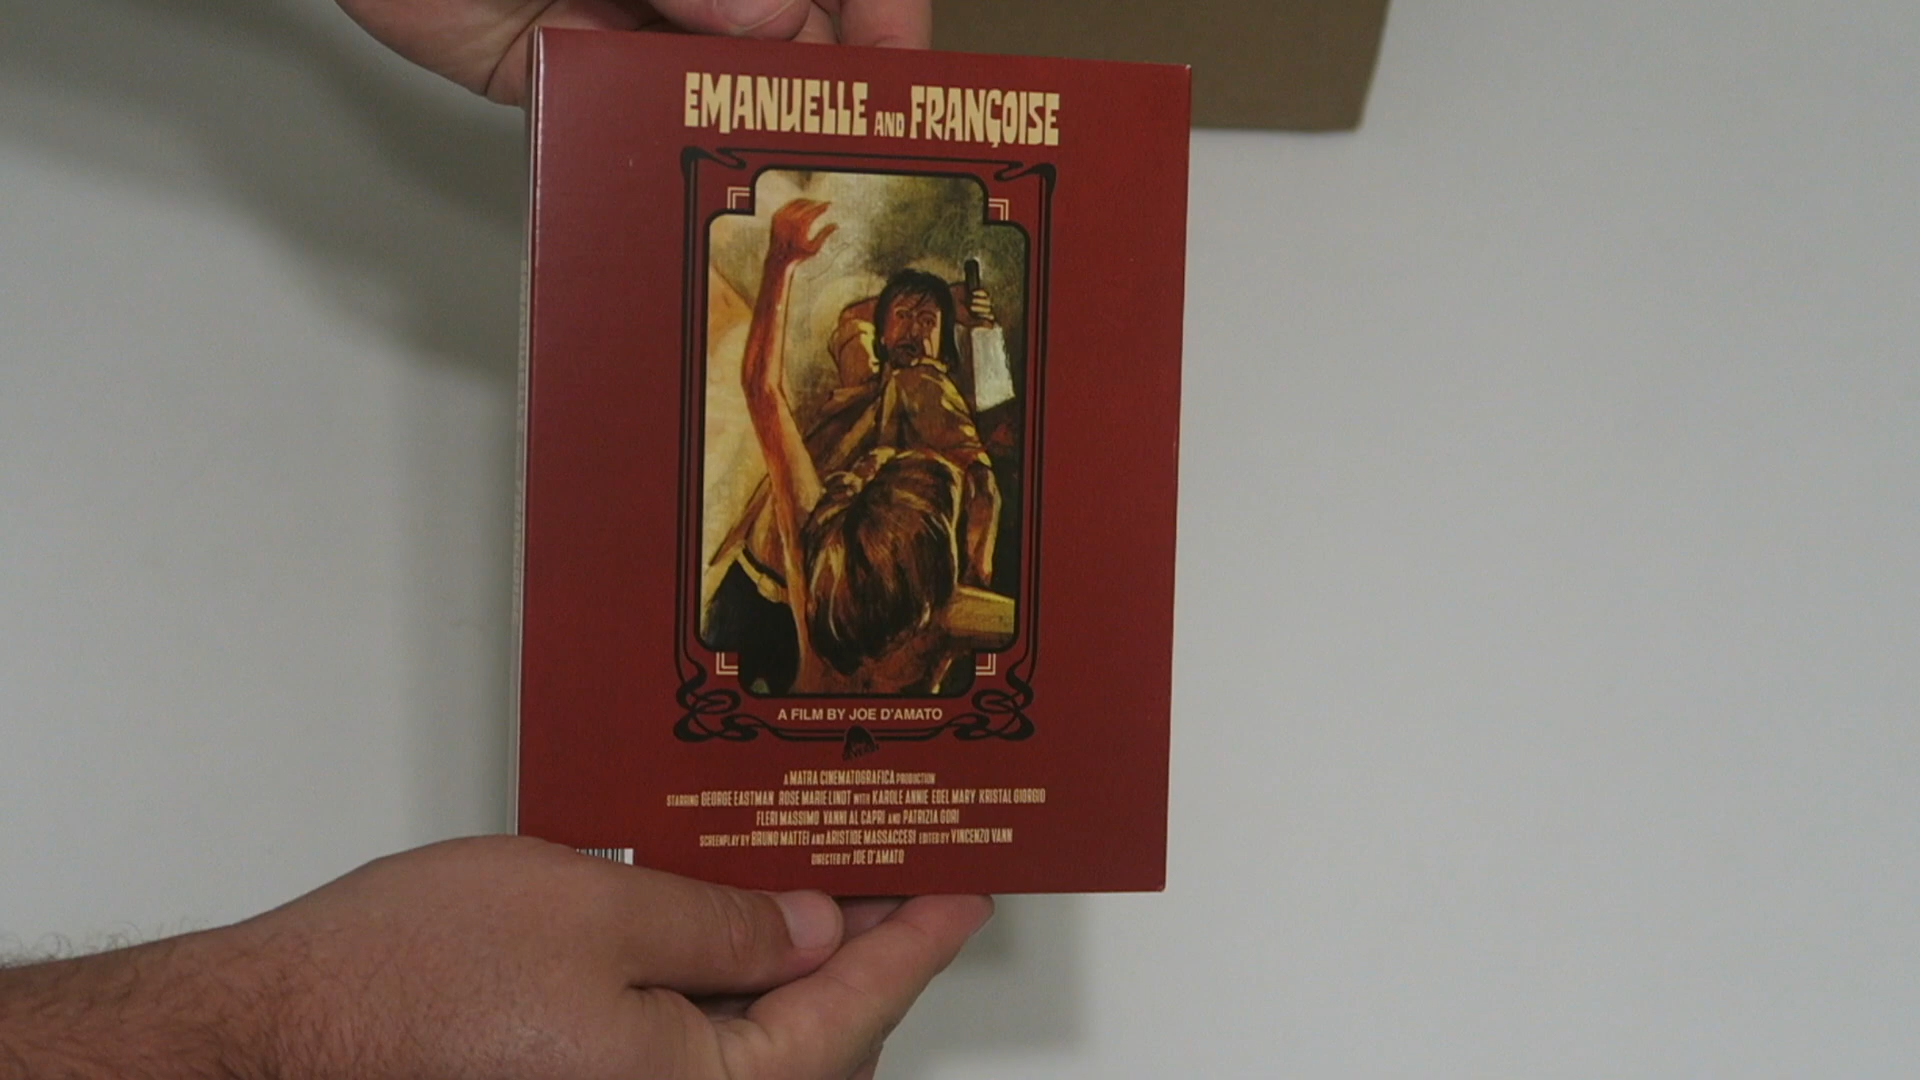 EMANUELLE AND FRANÇOISE
A FILM BY JOE D'AMATO
A MATRA CINEMATOGRAFICA PRODUCTION
STARRING GEORGE EASTMAN ROSE MARIE LINDT WITH KAROLE ANNIE EDEL MARY KRISTAL GIORGIO
FLERI MASSIMO VANNI AL CAPRI AND PATRIZIA GORI
SCREENPLAY BY BRUNO MATTEI AND ARISTIDE MASSACCESI EDITED BY VINCENZO VANN
DIRECTED BY JOE D'AMATO